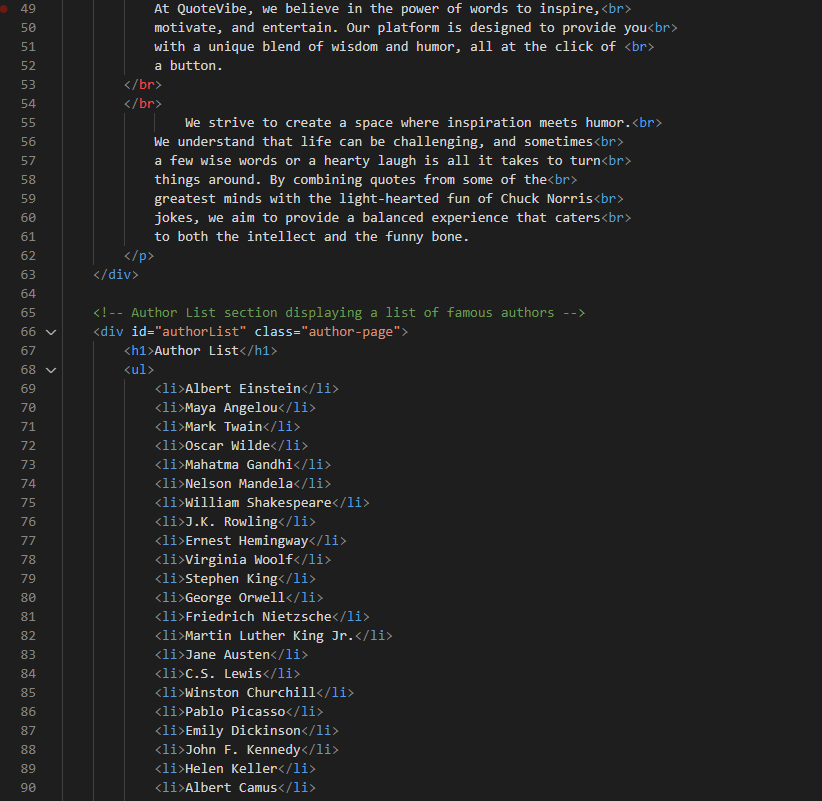 49 At QuoteVibe, we believe in the power of words to inspire,<br>
50 motivate, and entertain. Our platform is designed to provide you<br>
51 with a unique blend of wisdom and humor, all at the click of <br>
52 a button.
53 </br>
54 </br>
55 We strive to create a space where inspiration meets humor.<br>
56 We understand that life can be challenging, and sometimes<br>
57 a few wise words or a hearty laugh is all it takes to turn<br>
58 things around. By combining quotes from some of the<br>
59 greatest minds with the light-hearted fun of Chuck Norris<br>
60 jokes, we aim to provide a balanced experience that caters<br>
61 to both the intellect and the funny bone.
62 </p>
63 </div>
64
65 <!-- Author List section displaying a list of famous authors -->
66 <div id="authorList" class="author-page">
67 <h1>Author List</h1>
68 <ul>
69 <li>Albert Einstein</li>
70 <li>Maya Angelou</li>
71 <li>Mark Twain</li>
72 <li>Oscar Wilde</li>
73 <li>Mahatma Gandhi</li>
74 <li>Nelson Mandela</li>
75 <li>William Shakespeare</li>
76 <li>J.K. Rowling</li>
77 <li>Ernest Hemingway</li>
78 <li>Virginia Woolf</li>
79 <li>Stephen King</li>
80 <li>George Orwell</li>
81 <li>Friedrich Nietzsche</li>
82 <li>Martin Luther King Jr.</li>
83 <li>Jane Austen</li>
84 <li>C.S. Lewis</li>
85 <li>Winston Churchill</li>
86 <li>Pablo Picasso</li>
87 <li>Emily Dickinson</li>
88 <li>John F. Kennedy</li>
89 <li>Helen Keller</li>
90 <li>Albert Camus</li>